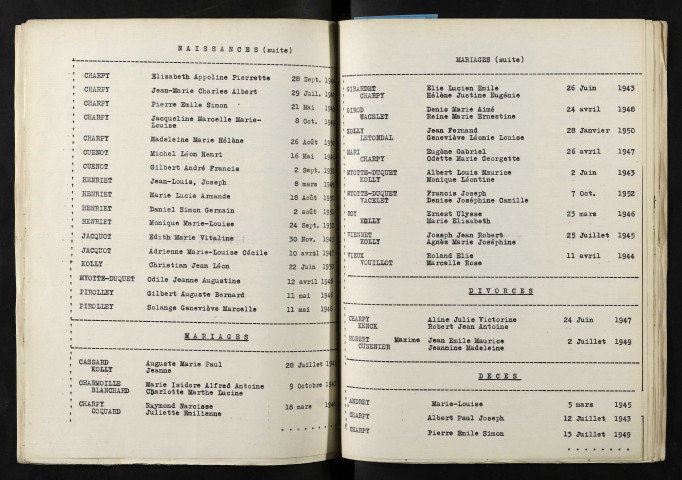 NAISSANCES (suite)
CHARPY Elisabeth Appoline Pierrette 28 Sept.
CHARPY Jean-Marie Charles Albert 29 Juil.
CHARPY Pierre Emile Simon 21 Mai
CHARPY Jacqueline Marcelle Marie- 8 Oct.
Louise
CHARPY Madeleine Marie Hélène 26 Août
CUENOT Michel Léon Henri 16 Mai
CUENOT Gilbert André Francis 2 Sept.
HENRIET Jean-Louis, Joseph 8 mars
HENRIET Marie Lucie Armande 18 Août
HENRIET Daniel Simon Germain 2 août
HENRIET Monique Marie-Louise 24 Sept.
JACQUOT Edith Marie Vitaline 30 Nov.
JACQUOT Adrienne Marie-Louise Cécile 10 avril
KOLLY Christian Jean Léon 22 Juin
MYOTTE-DUQUET Odile Jeanne Augustine 12 avril
PIROLLEY Gilbert Auguste Bernard 11 mai
PIROLLEY Solange Geneviève Marcelle 11 mai
MARIAGES
CASSARD Auguste Marie Paul 28 Juillet
KOLLY Jeanne
CHARMOILLE Marie Isidore Alfred Antoine 9 Octobre
BLANCHARD Charlotte Marthe Lucine
CHARPY Raymond Narcisse 18 mars
COQUARD Juliette Emilienne
........
MARIAGES (suite)
GIRARDET Elie Lucien Emile 26 Juin 1943
CHARPY Hélène Justine Eugénie
GIROD Denis Marie Aimé 24 avril 1948
WACELET Reine Marie Ernestine
KOLLY Jean Fernand 28 Janvier 1950
LETONDAL Geneviève Léonie Louise
MARI Eugène Gabriel 26 avril 1947
CHARPY Odette Marie Georgette
MYOTTE-DUQUET Albert Louis Maurice 2 Juin 1943
KOLLY Monique Léontine
MYOTTE-DUQUET Francis Joseph 7 Oct. 1952
WACELET Denise Joséphine Camille
ROY Ernest Ulysse 23 mars 1946
KOLLY Marie Elisabeth
VIENNET Joseph Jean Robert 25 Juillet 1945
KOLLY Agnès Marie Joséphine
VIEUX Roland Elie 11 avril 1944
VOUILLOT Marcelle Rose
DIVORCES
CHARPY Aline Julie Victorine 24 Juin 1947
KENCK Robert Jean Antoine
ROBERT Maxime Jean Emile Maurice 2 Juillet 1949
CUSENIER Jeannine Madeleine
DECES
ANDREY Marie-Louise 5 mars 1945
CHARPY Albert Paul Joseph 12 Juillet 1943
CHARPY Pierre Emile Simon 13 Juillet 1949
........